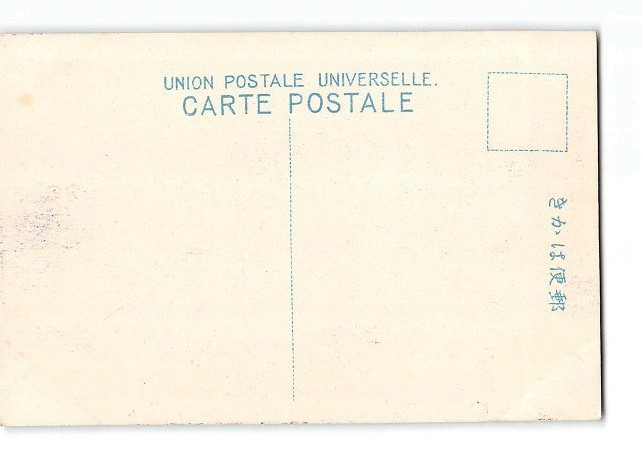 UNION POSTALE UNIVERSELLE.
CARTE POSTALE
郵便はかき